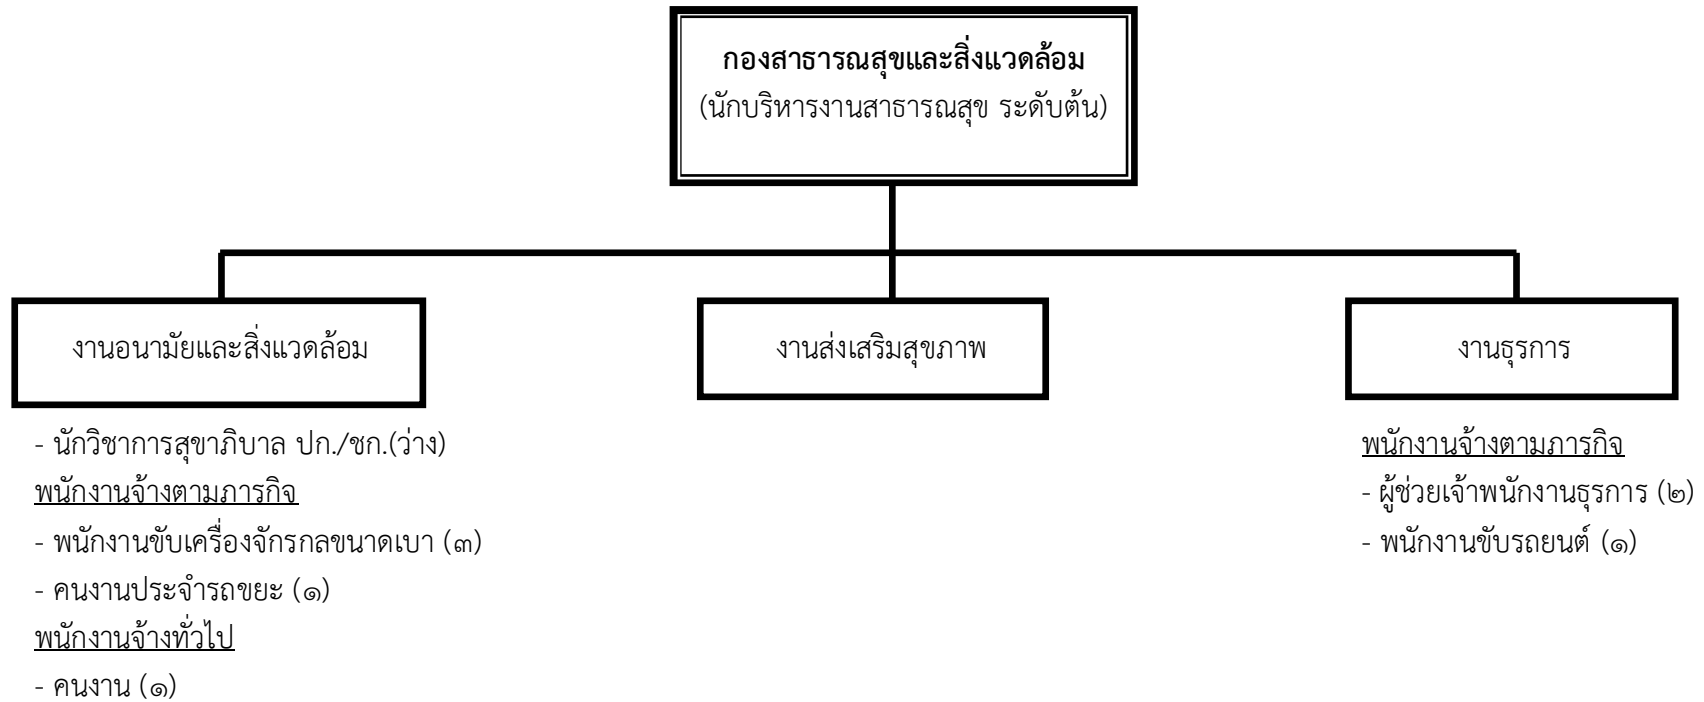 กองสาธารณสุขและสิ่งแวดล้อม
(นักบริหารงานสาธารณสุข ระดับต้น)
งานอนามัยและสิ่งแวดล้อม
- นักวิชาการสุขาภิบาล ปก./ชก.(ว่าง)
พนักงานจ้างตามภารกิจ
- พนักงานขับเครื่องจักรกลขนาดเบา (๓)
- คนงานประจำรถขยะ (๑)
พนักงานจ้างทั่วไป
- คนงาน (๑)
งานส่งเสริมสุขภาพ
งานธุรการ
พนักงานจ้างตามภารกิจ
- ผู้ช่วยเจ้าพนักงานธุรการ (๒)
- พนักงานขับรถยนต์ (๑)